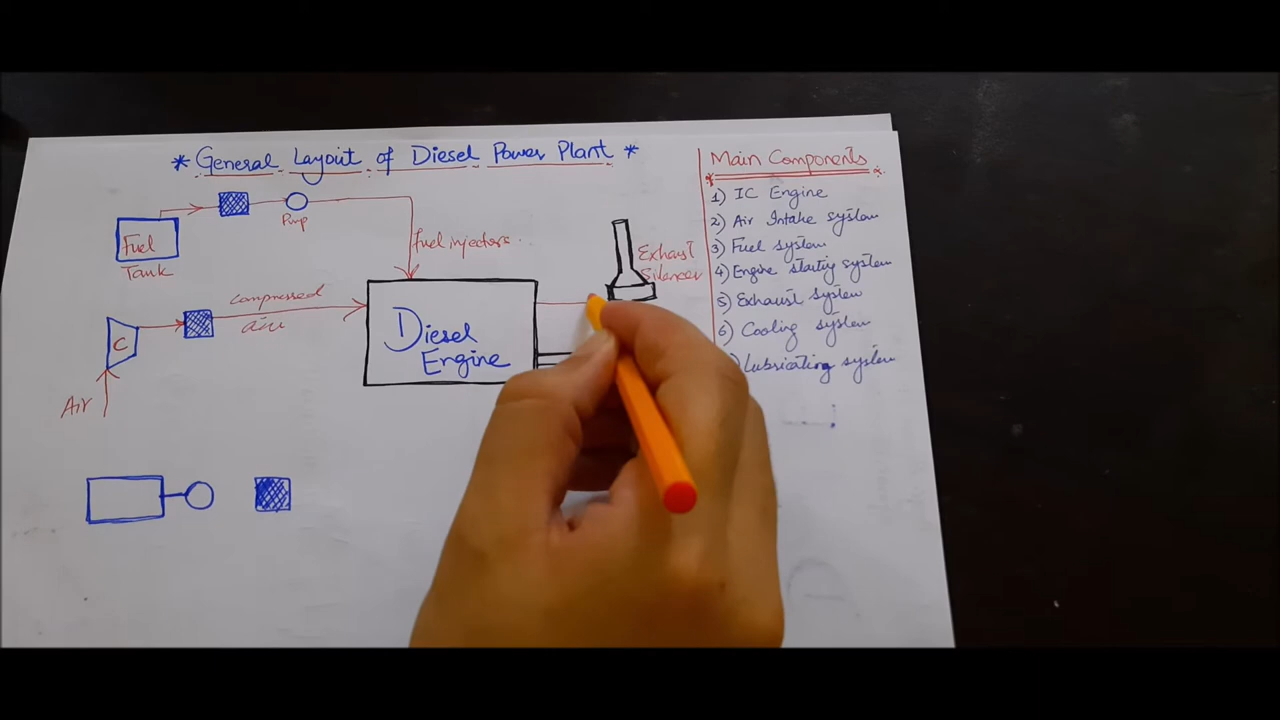 * General Layout of Diesel Power Plant *
Fuel
Tank
Pump
fuel injectors..
compressed
air
C
Air
Diesel
Engine
Exhaust
Silencer
Main Components
1) IC Engine
2) Air Intake system
3) Fuel system
4) Engine starting system
5) Exhaust system
6) Cooling system
) Lubricating system